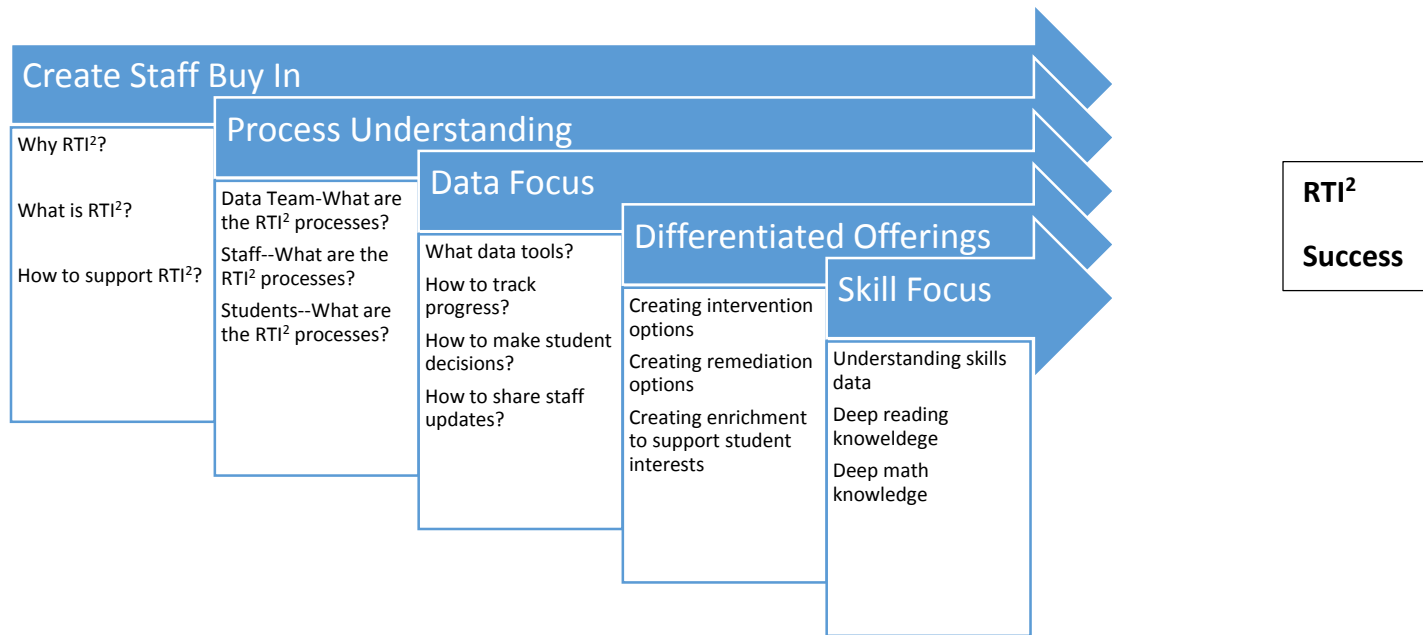 Create Staff Buy In
Why RTI²?
What is RTI²?
How to support RTI²?
Process Understanding
Data Team-What are
the RTI² processes?
Staff--What are the
RTI² processes?
Students--What are
the RTI² processes?
Data Focus
What data tools?
How to track
progress?
How to make student
decisions?
How to share staff
updates?
Differentiated Offerings
Creating intervention
options
Creating remediation
options
Creating enrichment
to support student
interests
Skill Focus
Understanding skills
data
Deep reading
knoweldege
Deep math
knowledge
RTI²
Success